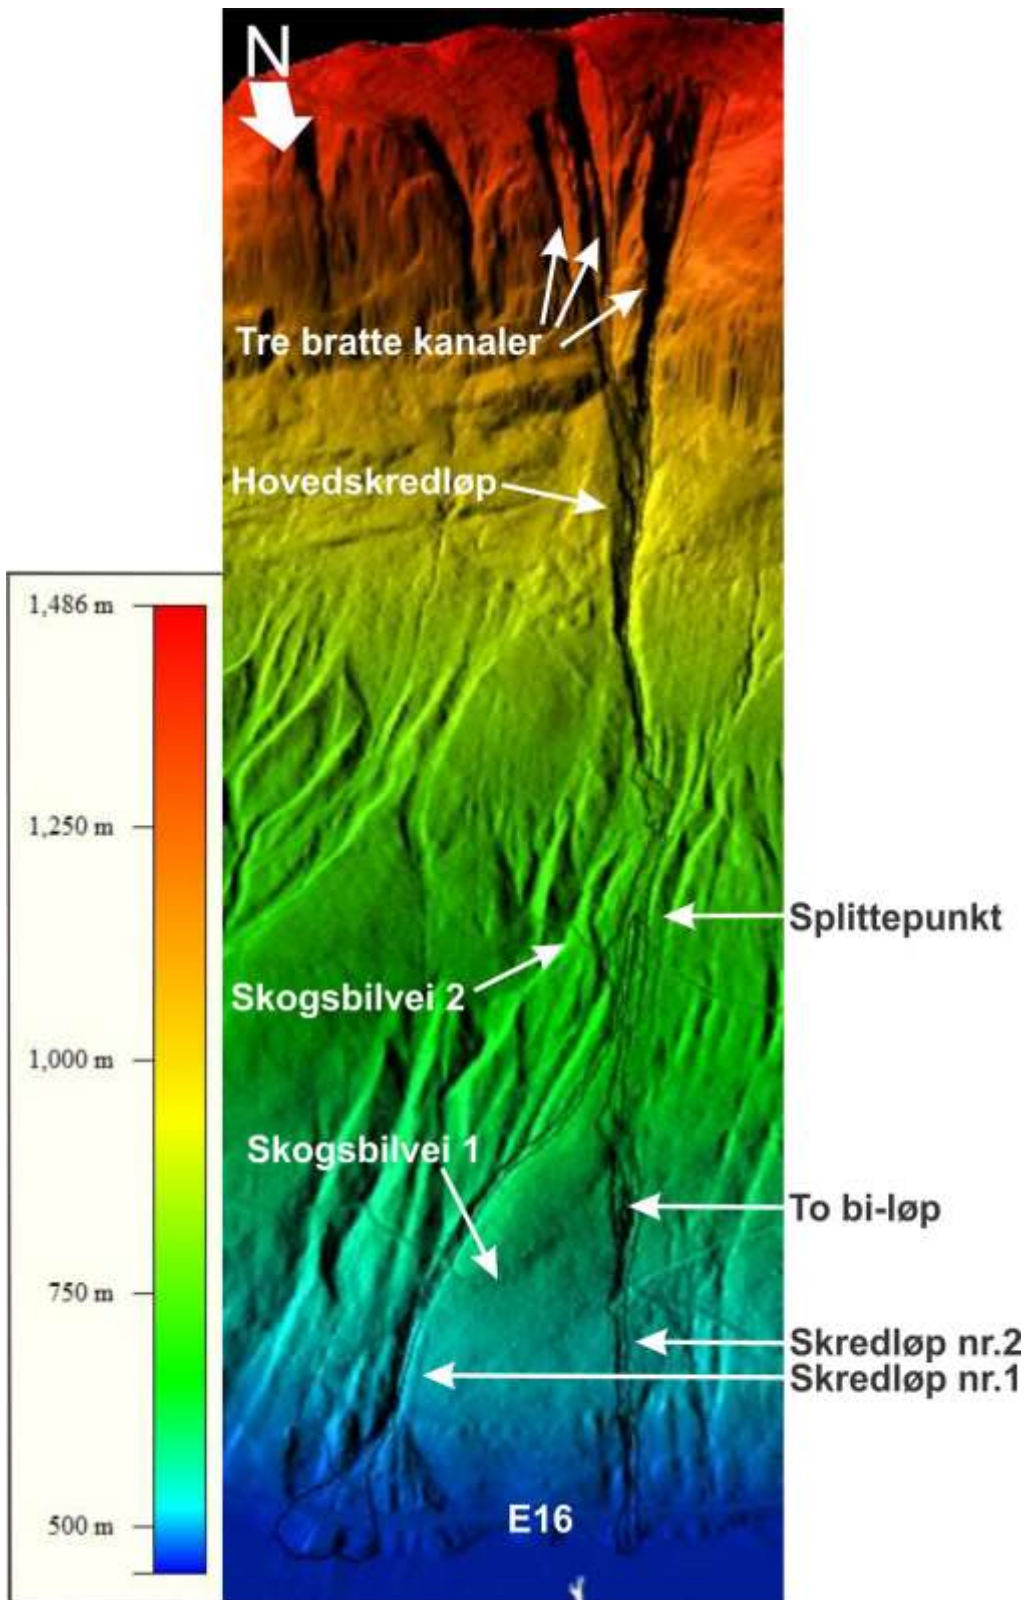 N
Tre bratte kanaler
Hovedskredløp
1,486 m
1,250 m
Splittepunkt
Skogsbilvei 2
1,000 m
Skogsbilvei 1
To bi-løp
750 m
Skredløp nr.2
Skredløp nr.1
E16
500 m